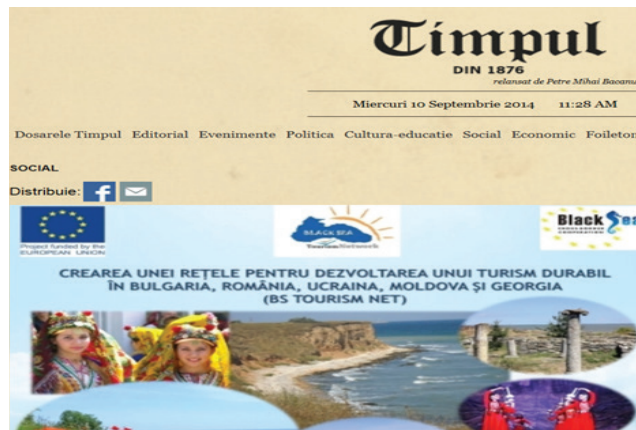 Timpul
DIN 1876
relansat de Petre Mihai Bacanu
Miercuri 10 Septembrie 2014 11:28 AM
Dosarele Timpul Editorial Evenimente Politica Cultura-educatie Social Economic Foileton
SOCIAL
Distribuie:
Project funded by the
EUROPEAN UNION
BLACK SEA
Tourism Network
Black Sea
CREAREA UNEI REȚELE PENTRU DEZVOLTAREA UNUI TURISM DURABIL
ÎN BULGARIA, ROMÂNIA, UCRAINA, MOLDOVA ȘI GEORGIA
(BS TOURISM NET)